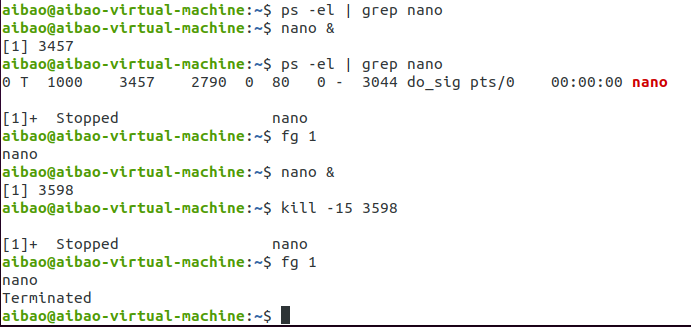 aibao@aibao-virtual-machine:~$ ps -el | grep nano
aibao@aibao-virtual-machine:~$ nano &
[1] 3457
aibao@aibao-virtual-machine:~$ ps -el | grep nano
0 T  1000    3457    2790  0  80   0 -  3044 do_sig pts/0    00:00:00 nano
[1]+  Stopped                 nano
aibao@aibao-virtual-machine:~$ fg 1
nano
aibao@aibao-virtual-machine:~$ nano &
[1] 3598
aibao@aibao-virtual-machine:~$ kill -15 3598
[1]+  Stopped                 nano
aibao@aibao-virtual-machine:~$ fg 1
nano
Terminated
aibao@aibao-virtual-machine:~$